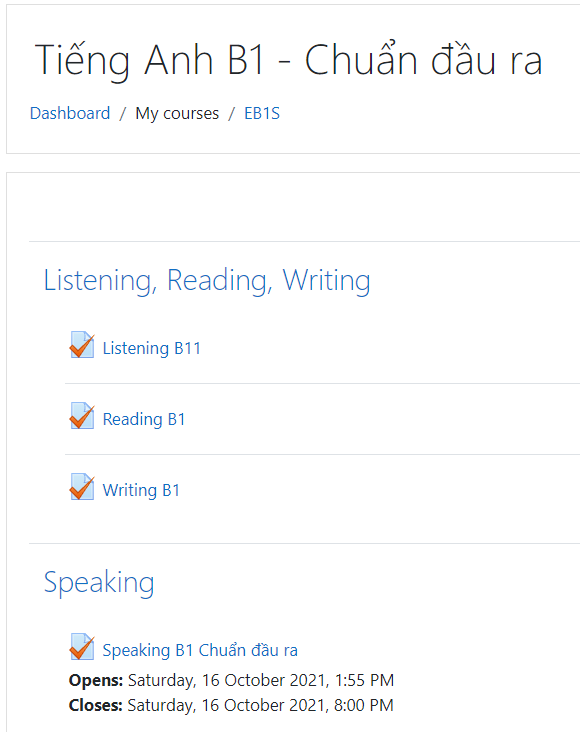 Tiếng Anh B1 - Chuẩn đầu ra
Dashboard / My courses / EB1S
Listening, Reading, Writing
Listening B11
Reading B1
Writing B1
Speaking
Speaking B1 Chuẩn đầu ra
Opens: Saturday, 16 October 2021, 1:55 PM
Closes: Saturday, 16 October 2021, 8:00 PM